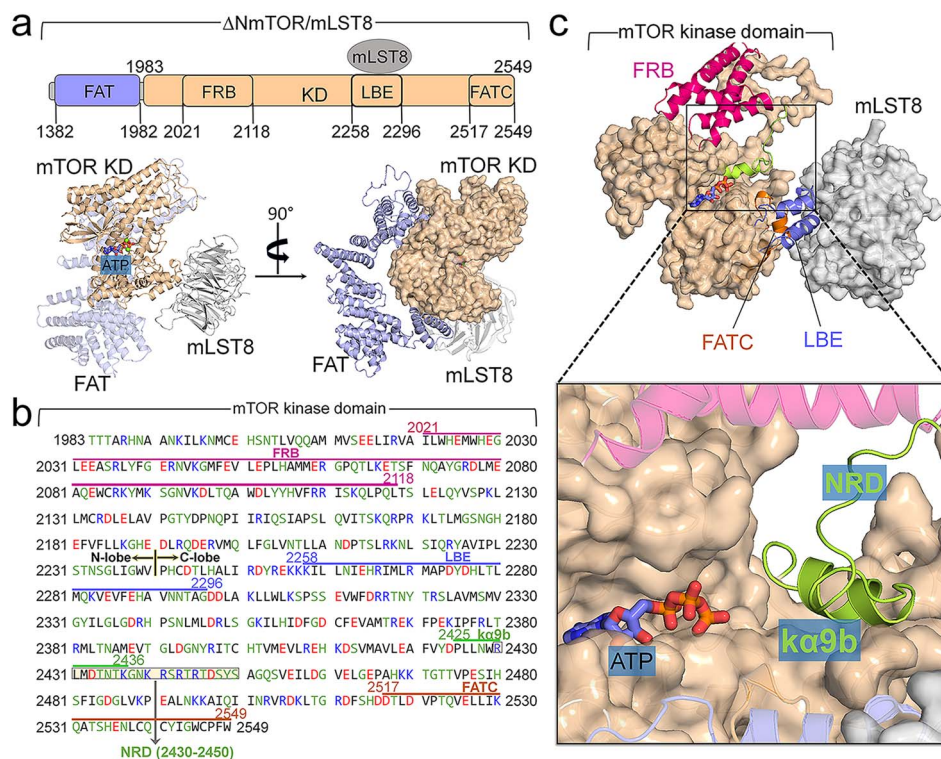 a
ΔNmTOR/mLST8
mLST8
1983
2549
FAT
FRB
KD
LBE
FATC
1382
1982
2021
2118
2258
2296
2517
2549
mTOR KD
mTOR KD
90°
ATP
mLST8
FAT
FAT
mLST8
b
mTOR kinase domain
2021
1983 TTTARHNAA ANKILKNMCE HSNTLVQQAM MVSEELIRVA ILWHEMWHEG 2030
FRB
2031 LEEASRLYFG ERNVKGMFEV LEPLHAMMER GPQTLKETSF NQAYGRDLME 2080
2118
2081 AQEWCRKYMK SGNVKDLTQA WDLYYHVFRR ISKQLPQLTS LELQYVSPKL 2130
2131 LMCRDLELAV PGTYDPNQPI IRIQSIAPSL QVITSKQRPR KLTLMGSNGH
2181 EFVFLLKGHE DLRQDERVMQ LFGLVNTLLA NDPTSLRKNL SIQRYAVIPL
N-lobe C-lobe 2258 LBE
2231 STNSGLIGWV PHCDTLHALI RDYREKKKIL LNIEHRIMLR MAPDYDHLTL 2280
2296
2281 MQKVEVFEHA VNNTAGDDLA KLLWLKSPSS EVWFDRRTNY TRSLAVMSMV
2331 GYILGLGDRH PSNLMLDRLS GKILHIDFGD CFEVAMTREK FPEKIPFRLT 2380
2425 kα9b
2381 RMLTNAMEVT GLDGNYRITC HTVMEVLREH KDSVMAVLEA FVYDPLLNWR 2430
2436
2431 LMDTNTKGNK RSRTRTDSYS AGQSVEILDG VELGEPAHKK TGTTVPESIH 2480
2517 FATC
2481 SFIGDGLVKP EALNKKAIQI INRVRDKLTG RDFSHDDTLD VPTQVELLIK 2530
2549
2531 QATSHENLCQ CYIGWCPFW 2549
NRD (2430-2450)
c
mTOR kinase domain
FRB
mLST8
FATC
LBE
NRD
kα9b
ATP